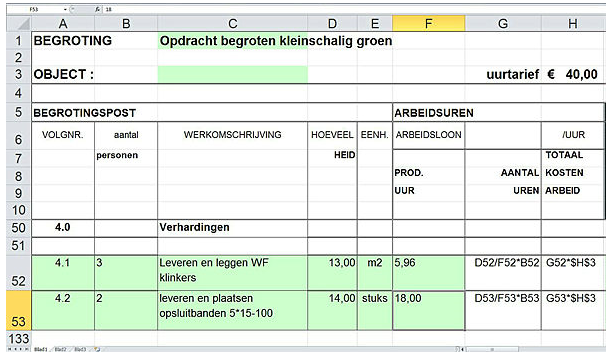 F53 fx 18
A B C D E F G H
1 BEGROTING Opdracht begroten kleinschalig groen
2
3 OBJECT : uurtarief € 40,00
4
5 BEGROTINGSPOST ARBEIDSUREN
6 VOLGNR. aantal WERKOMSCHRIJVING HOEVEEL EENH. ARBEIDSLOON /UUR
7 personen HEID TOTAAL
8 PROD. AANTAL KOSTEN
9 UUR UREN ARBEID
10
50 4.0 Verhardingen
51
4.1 3 Leveren en leggen WF 13,00 m2 5,96 D52/F52*B52 G52*$H$3
52 klinkers
4.2 2 leveren en plaatsen 14,00 stuks 18,00 D53/F53*B53 G53*$H$3
53 opsluitbanden 5*15-100
133
Blad1 Blad2 Blad3